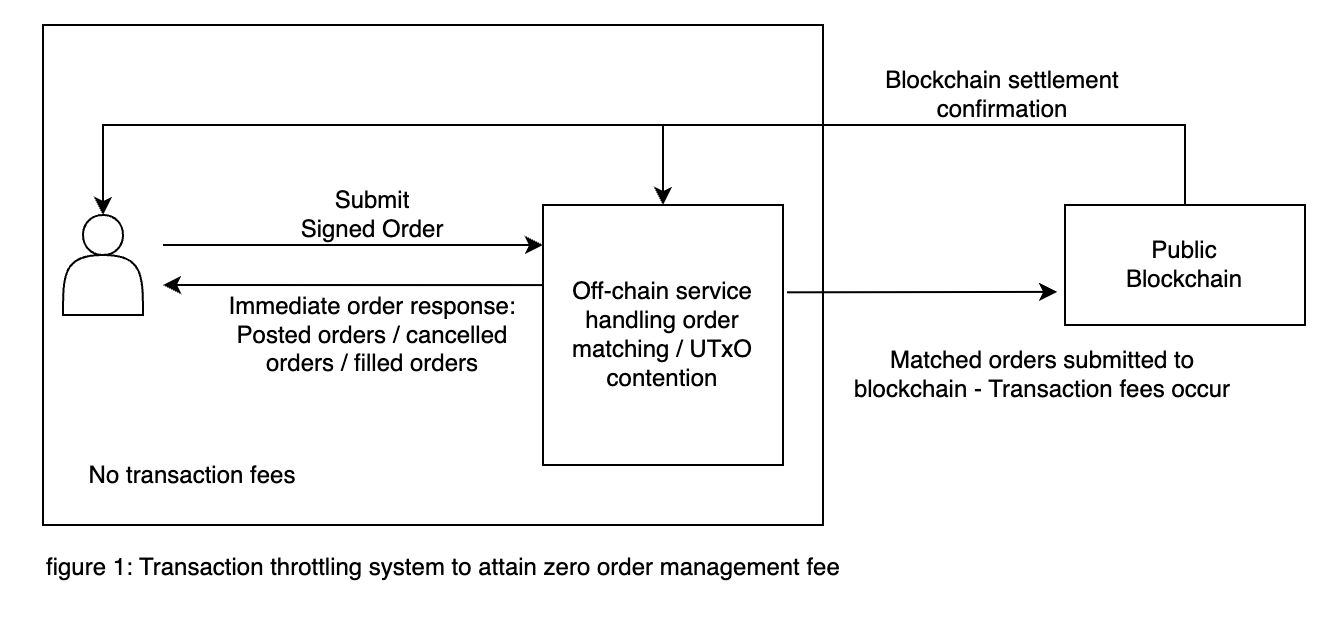 Blockchain settlement
confirmation
Submit
Signed Order
Immediate order response:
Posted orders / cancelled
orders / filled orders
Off-chain service
handling order
matching / UTxO
contention
Public
Blockchain
Matched orders submitted to
blockchain - Transaction fees occur
No transaction fees
figure 1: Transaction throttling system to attain zero order management fee